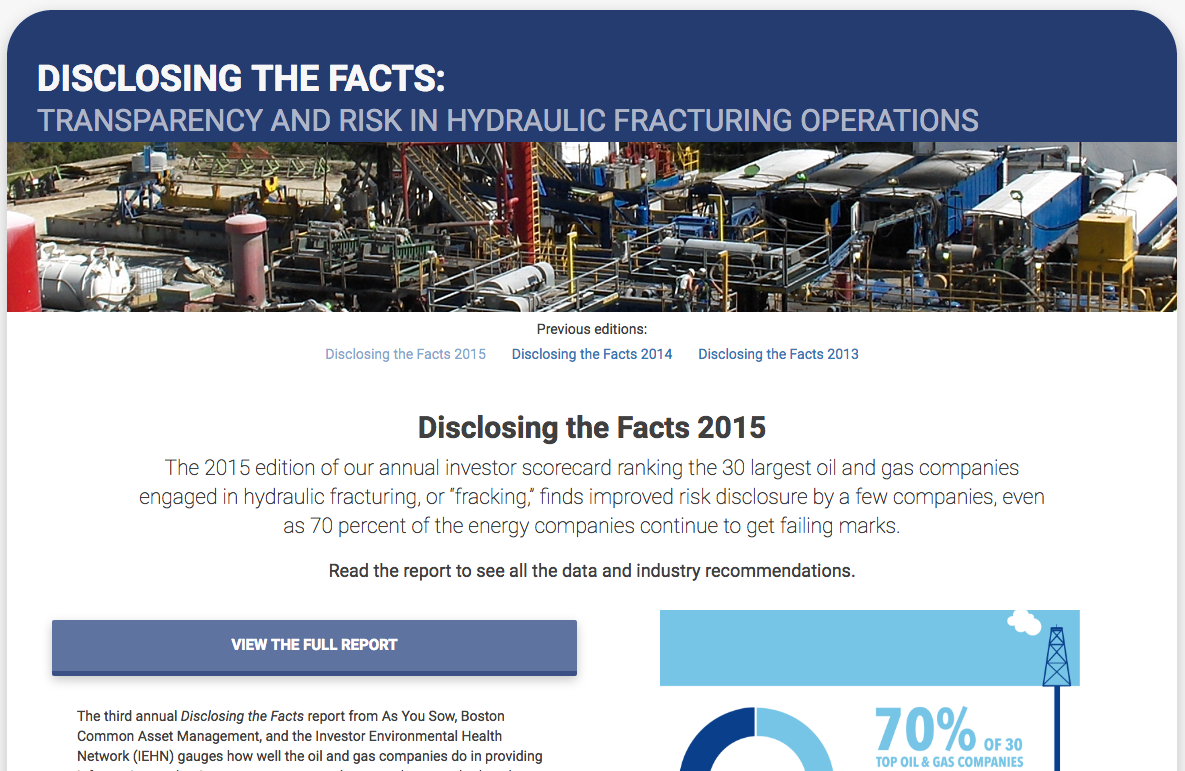 DISCLOSING THE FACTS:
TRANSPARENCY AND RISK IN HYDRAULIC FRACTURING OPERATIONS
Previous editions:
Disclosing the Facts 2015 Disclosing the Facts 2014 Disclosing the Facts 2013
Disclosing the Facts 2015
The 2015 edition of our annual investor scorecard ranking the 30 largest oil and gas companies
engaged in hydraulic fracturing, or "fracking," finds improved risk disclosure by a few companies, even
as 70 percent of the energy companies continue to get failing marks.
Read the report to see all the data and industry recommendations.
VIEW THE FULL REPORT
The third annual Disclosing the Facts report from As You Sow, Boston
Common Asset Management, and the Investor Environmental Health
Network (IEHN) gauges how well the oil and gas companies do in providing
70% OF 30
TOP OIL & GAS COMPANIES